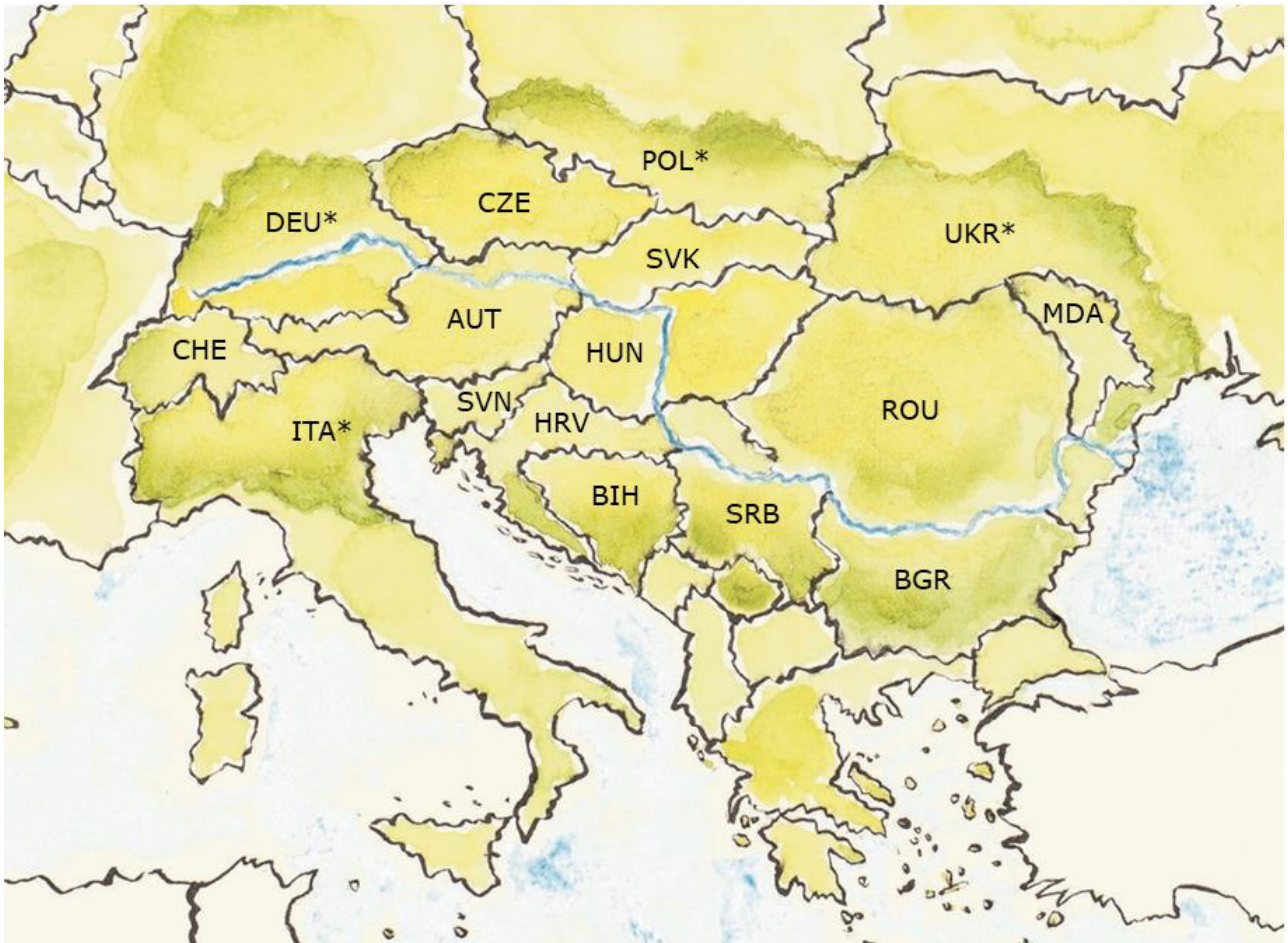 POL*
CZE
DEU*
UKR*
SVK
MDA
AUT
CHE
HUN
SVN
ROU
HRV
ITA*
BIH
SRB
BGR